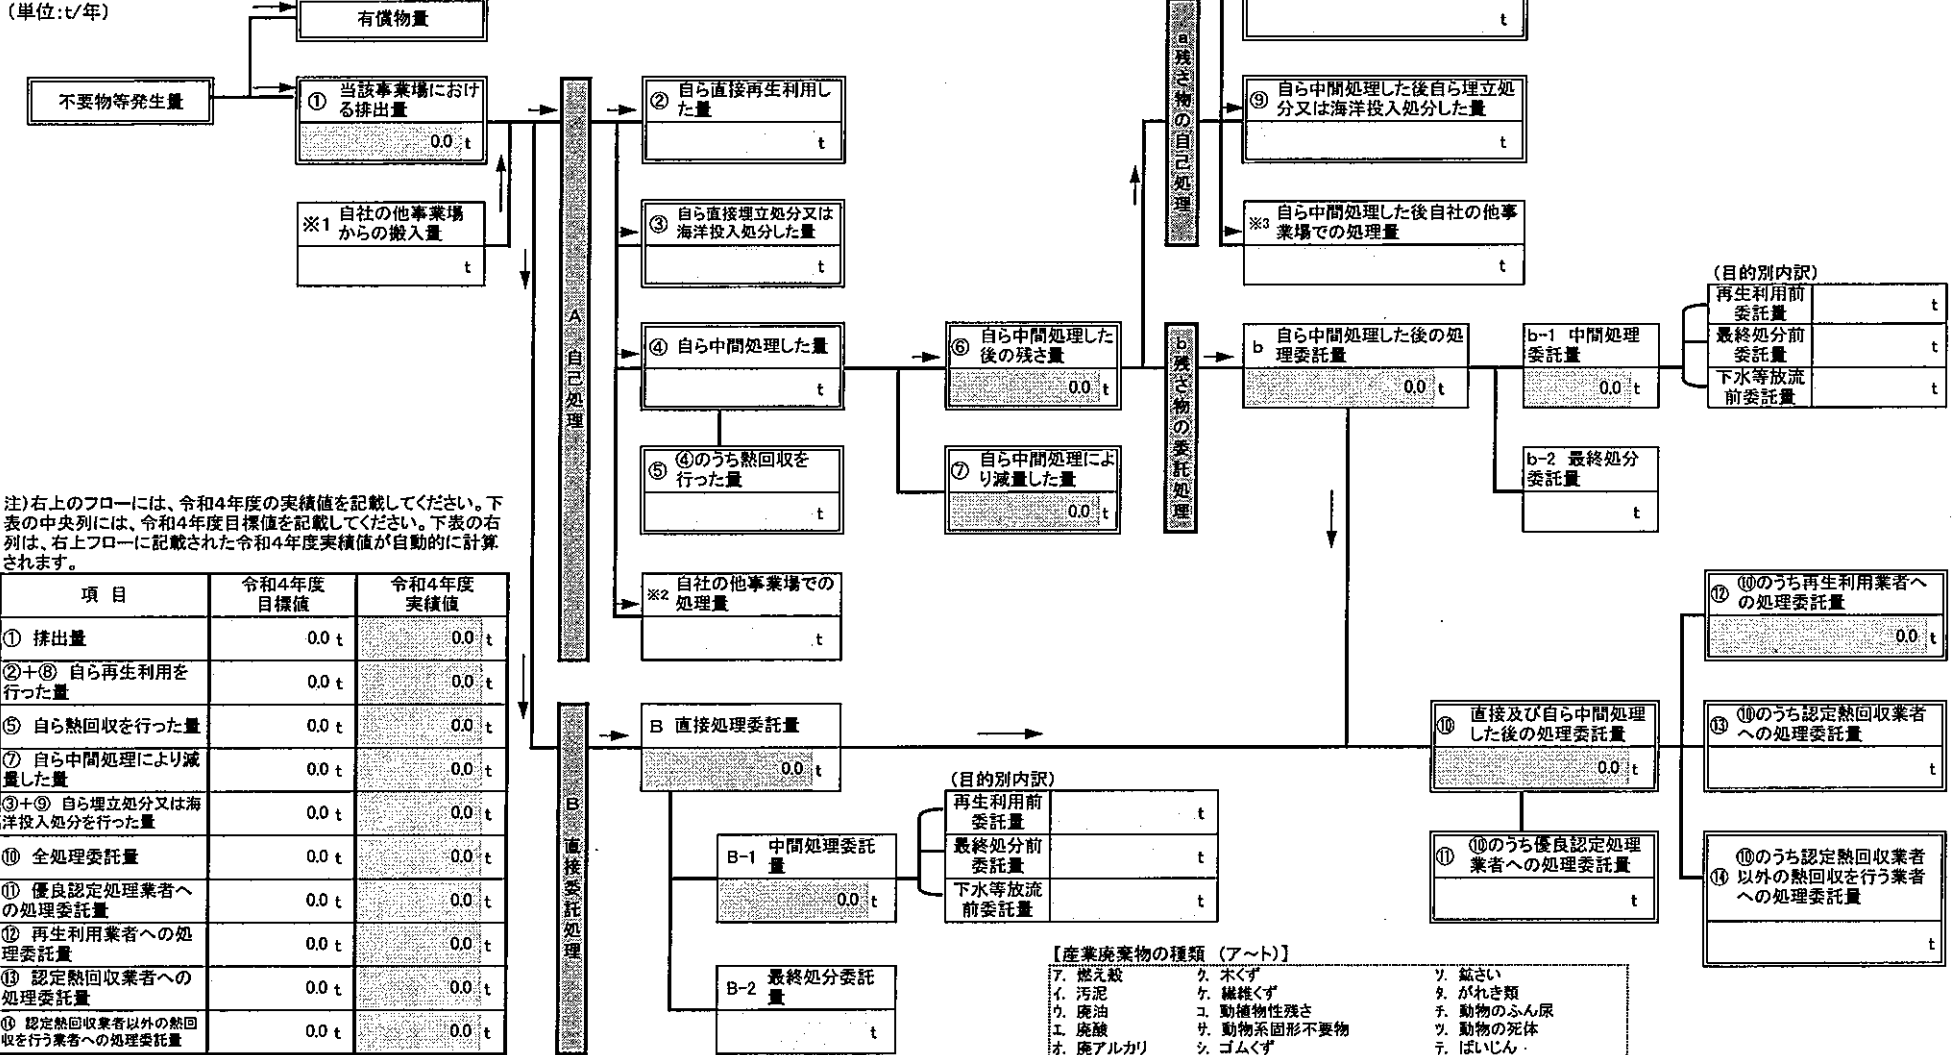 (単位:t/年)
有償物量
不要物等発生量
① 当該事業場におけ
る排出量
0.0 t
※1 自社の他事業場
からの搬入量
t
A 自己処理
② 自ら直接再生利用し
た量
t
③ 自ら直接埋立処分又は
海洋投入処分した量
t
④ 自ら中間処理した量
t
⑤ ④のうち熱回収を
行った量
t
※2 自社の他事業場での
処理量
t
⑥ 自ら中間処理した
後の残さ量
0.0 t
⑦ 自ら中間処理によ
り減量した量
0.0 t
a 残さ物の自己処理
t
⑨ 自ら中間処理した後自ら埋立処
分又は海洋投入処分した量
t
※3 自ら中間処理した後自社の他事
業場での処理量
t
b 残さ物の委託処理
b 自ら中間処理した後の処
理委託量
0.0 t
b-1 中間処理
委託量
0.0 t
(目的別内訳)
再生利用前
委託量 t
最終処分前
委託量 t
下水等放流
前委託量 t
b-2 最終処分
委託量
t
注)右上のフローには、令和4年度の実績値を記載してください。下
表の中央列には、令和4年度目標値を記載してください。下表の右
列は、右上フローに記載された令和4年度実績値が自動的に計算
されます。
項 目 令和4年度 目標値 令和4年度 実績値
① 排出量 0.0 t 0.0 t
②+⑧ 自ら再生利用を
行った量 0.0 t 0.0 t
⑤ 自ら熱回収を行った量 0.0 t 0.0 t
⑦ 自ら中間処理により減
量した量 0.0 t 0.0 t
③+⑨ 自ら埋立処分又は海
洋投入処分を行った量 0.0 t 0.0 t
⑩ 全処理委託量 0.0 t 0.0 t
⑪ 優良認定処理業者へ
の処理委託量 0.0 t 0.0 t
⑫ 再生利用業者への処
理委託量 0.0 t 0.0 t
⑬ 認定熱回収業者への
処理委託量 0.0 t 0.0 t
⑭ 認定熱回収業者以外の熱回
収を行う業者への処理委託量 0.0 t 0.0 t
B 直接委託処理
B 直接処理委託量
0.0 t
B-1 中間処理委託
量
0.0 t
(目的別内訳)
再生利用前
委託量 t
最終処分前
委託量 t
下水等放流
前委託量 t
B-2 最終処分委託
量
t
⑩ 直接及び自ら中間処理
した後の処理委託量
0.0 t
⑪ ⑩のうち優良認定処理
業者への処理委託量
t
⑫ ⑩のうち再生利用業者へ
の処理委託量
0.0 t
⑬ ⑩のうち認定熱回収業者
への処理委託量
t
⑭ ⑩のうち認定熱回収業者
以外の熱回収を行う業者
への処理委託量
t
【産業廃棄物の種類 (ア〜ト)】
ア. 燃え殻 ク. 木くず ソ. 鉱さい
イ. 汚泥 ケ. 繊維くず タ. がれき類
ウ. 廃油 コ. 動植物性残さ チ. 動物のふん尿
エ. 廃酸 サ. 動物系固形不要物 ツ. 動物の死体
オ. 廃アルカリ シ. ゴムくず テ. ばいじん